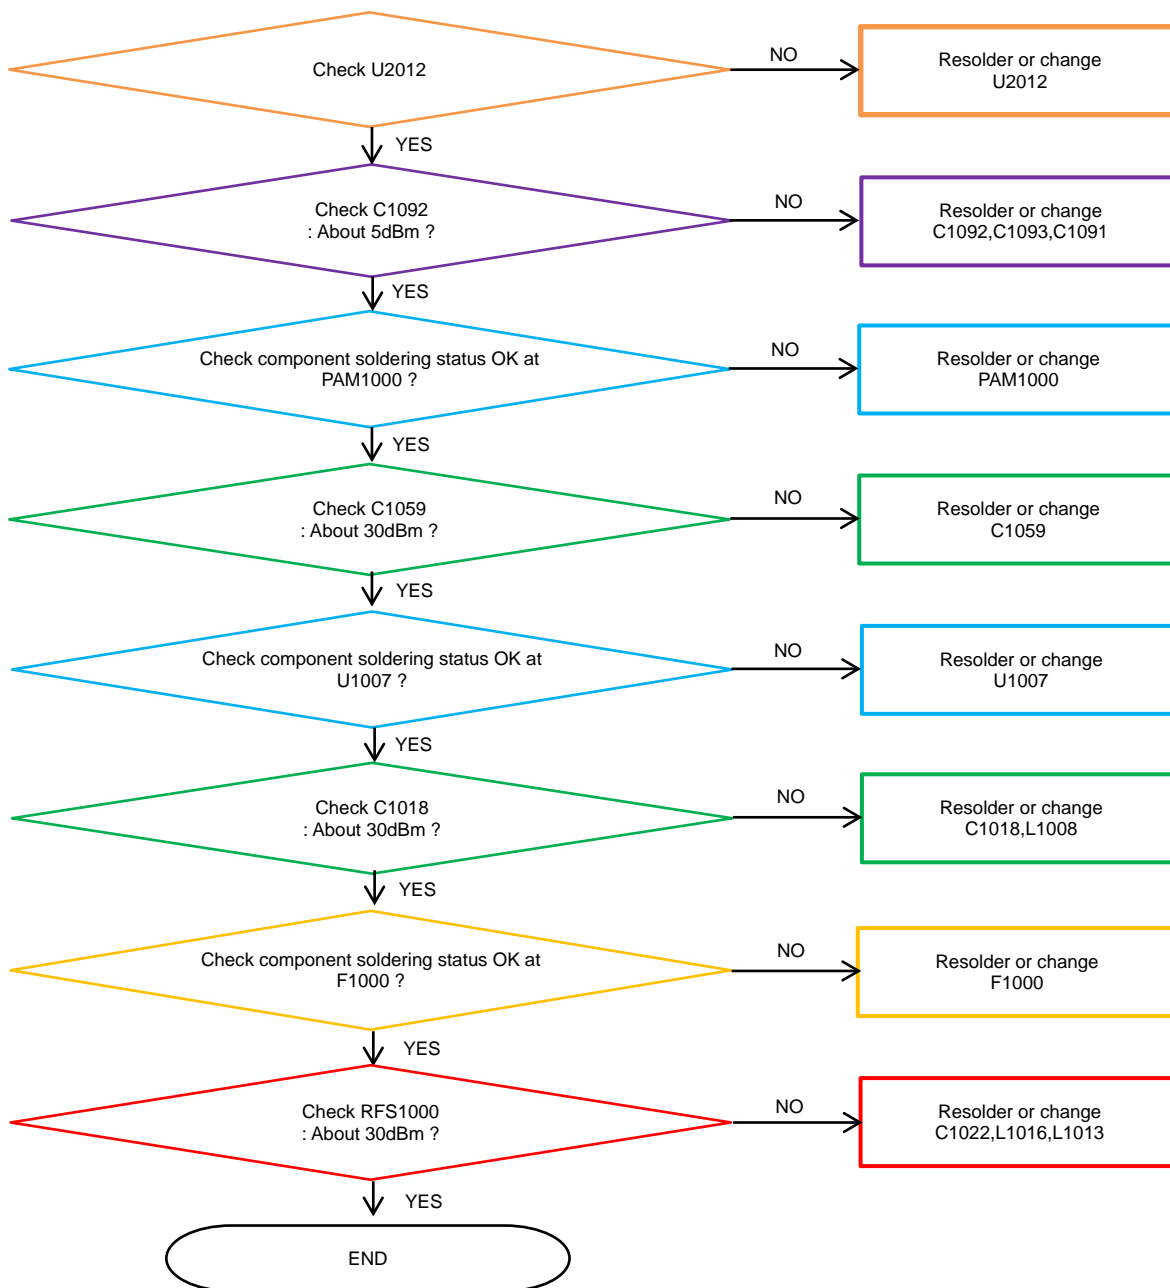 Check U2012
NO
Resolder or change
U2012
YES
Check C1092
: About 5dBm ?
NO
Resolder or change
C1092,C1093,C1091
YES
Check component soldering status OK at
PAM1000 ?
NO
Resolder or change
PAM1000
YES
Check C1059
: About 30dBm ?
NO
Resolder or change
C1059
YES
Check component soldering status OK at
U1007 ?
NO
Resolder or change
U1007
YES
Check C1018
: About 30dBm ?
NO
Resolder or change
C1018,L1008
YES
Check component soldering status OK at
F1000 ?
NO
Resolder or change
F1000
YES
Check RFS1000
: About 30dBm ?
NO
Resolder or change
C1022,L1016,L1013
YES
END